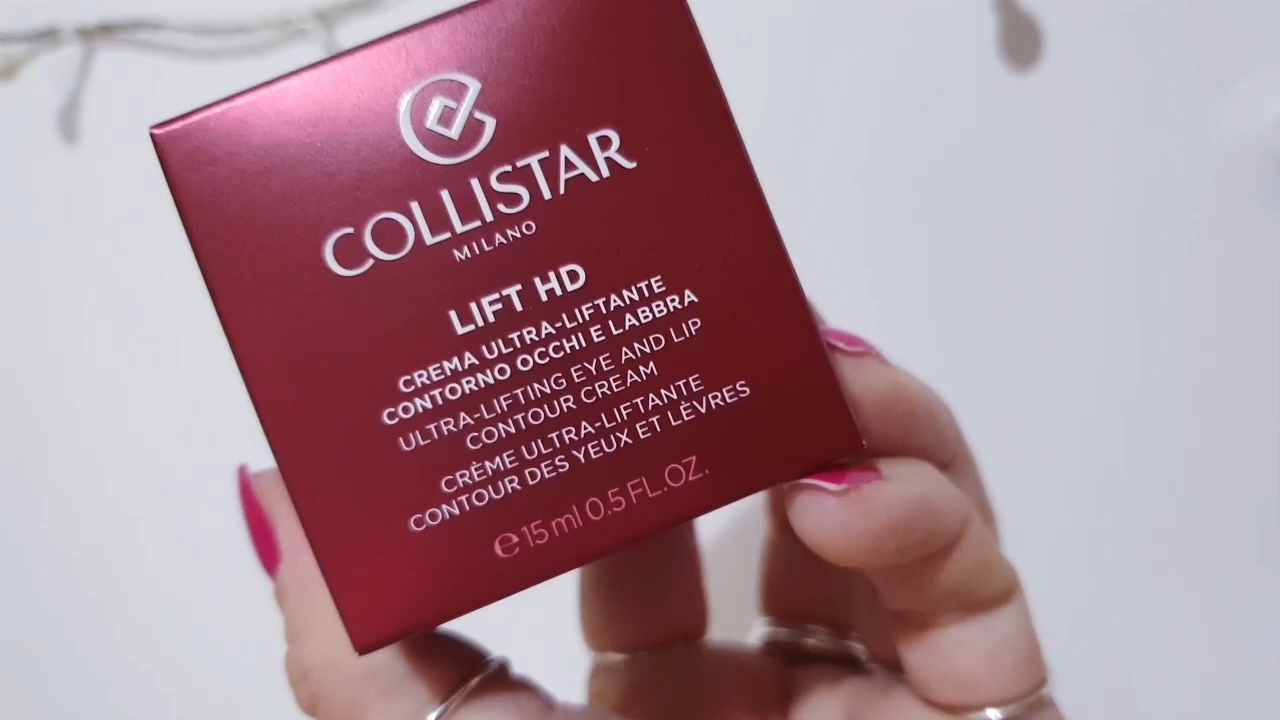 COLLISTAR
MILANO
LIFT HD
CREMA ULTRA-LIFTANTE
CONTORNO OCCHI E LABBRA
ULTRA-LIFTING EYE AND LIP
CONTOUR CREAM
CRÈME ULTRA-LIFTANTE
CONTOUR DES YEUX ET LÈVRES
℮ 15 ml 0.5 FL.OZ.